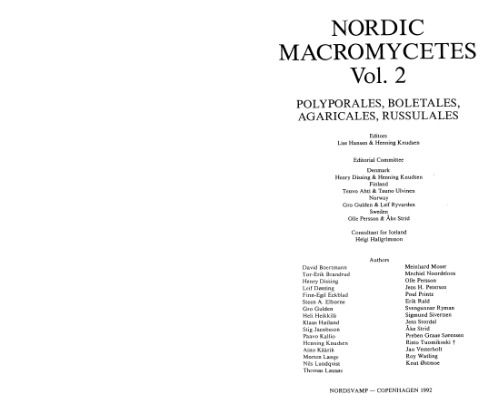 NORDIC
MACROMYCETES
Vol. 2
POLYPORALES, BOLETALES,
AGARICALES, RUSSULALES
Editors
Lise Hansen & Henning Knudsen
Editorial Committee
Denmark
Henry Dissing & Henning Knudsen
Finland
Teuvo Ahti & Tauno Ulvinen
Norway
Gro Gulden & Leif Ryvarden
Sweden
Olle Persson & Åke Strid
Consultant for Iceland
Helgi Hallgrímsson
Authors
David Boertmann
Tor-Erik Brandrud
Henry Dissing
Leif Døssing
Finn-Egil Eckblad
Steen A. Elborne
Gro Gulden
Heli Heikkilä
Klaus Høiland
Stig Jacobsson
Paavo Kallio
Henning Knudsen
Aino Käärik
Morten Lange
Nils Lundqvist
Thomas Læssøe
Meinhard Moser
Machiel Noordeloos
Olle Persson
Jens H. Petersen
Poul Printz
Erik Rald
Svengunnar Ryman
Sigmund Sivertsen
Jens Stordal
Åke Strid
Preben Graae Sørensen
Risto Tuomikoski †
Jan Vesterholt
Roy Watling
Knut Østmoe
NORDSVAMP — COPENHAGEN 1992